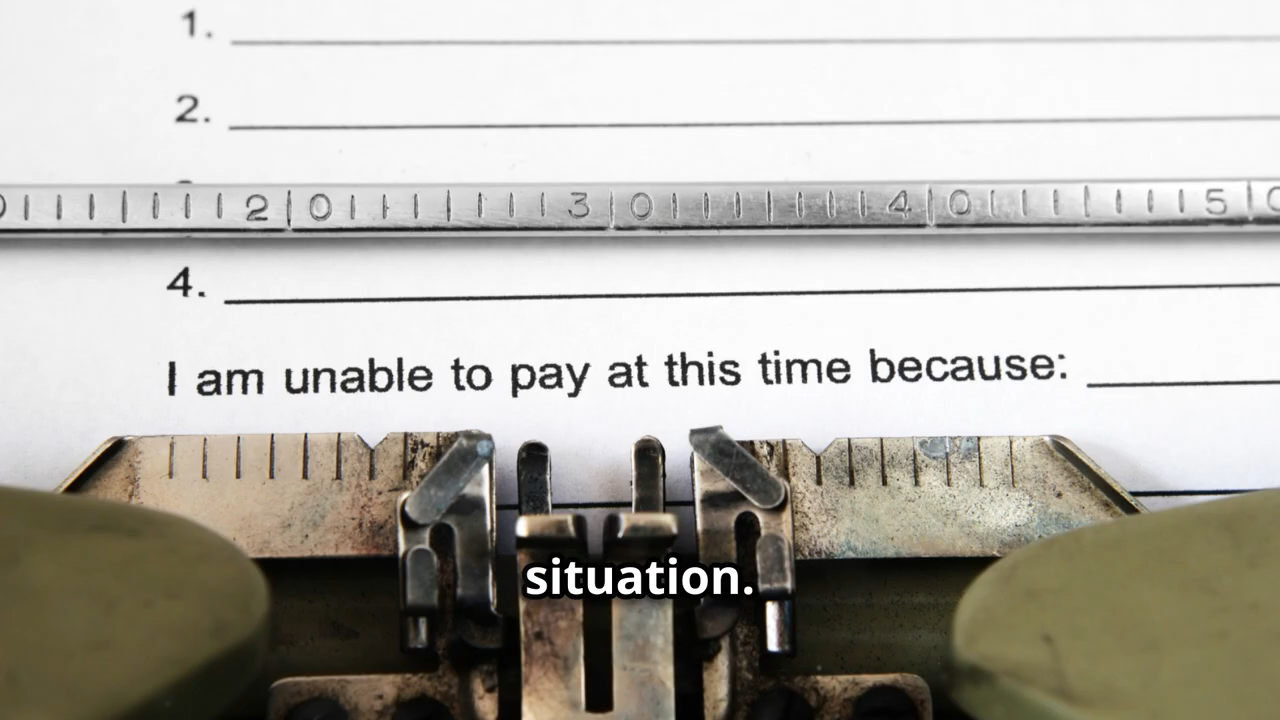 1.
2.
2 0 3 0 4 0 5 0
4.
I am unable to pay at this time because:
situation.